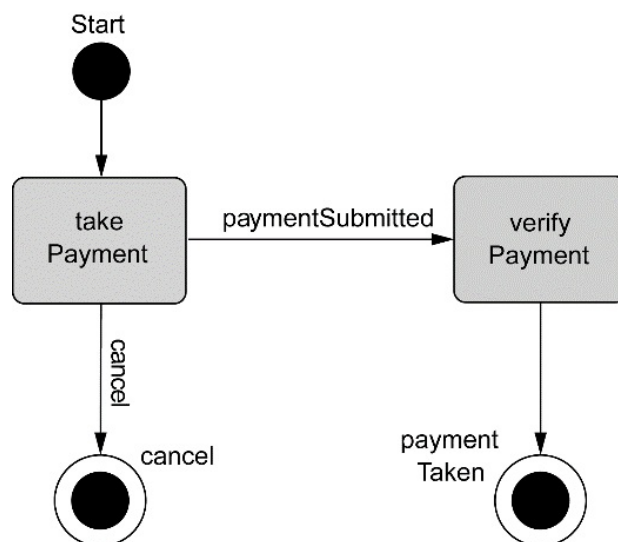 Start
take
Payment
paymentSubmitted
verify
Payment
cancel
cancel
payment
Taken